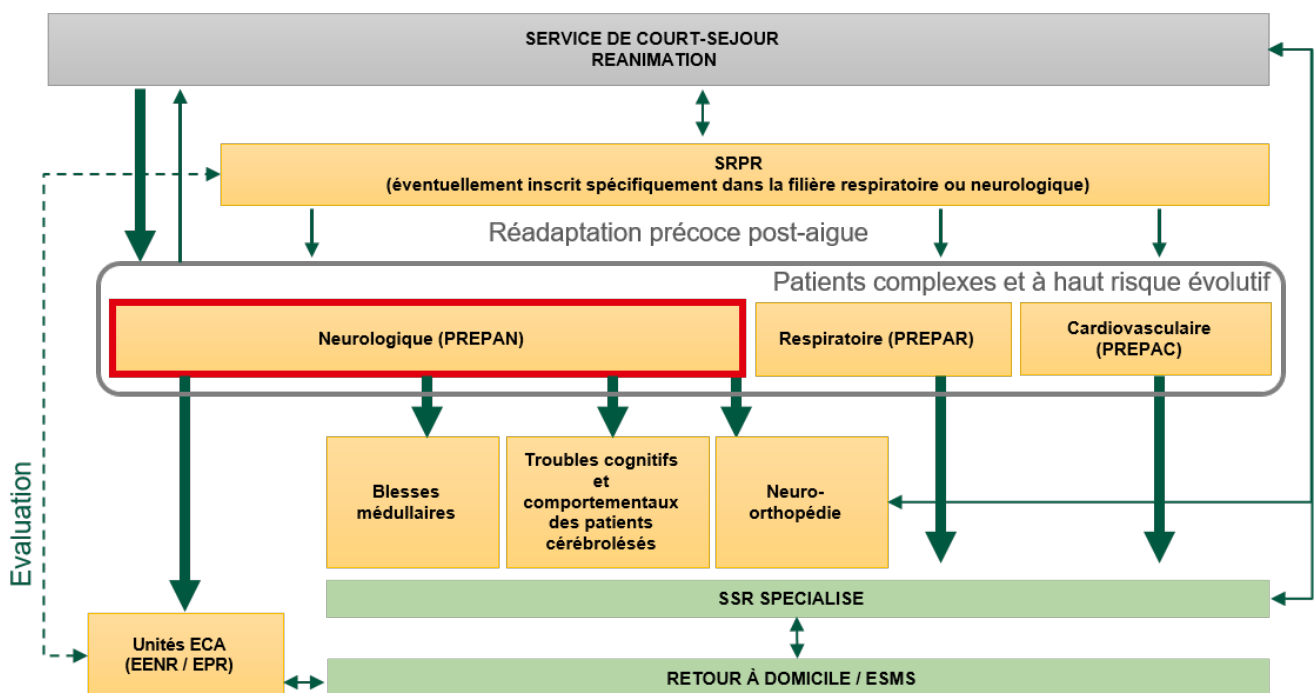 SERVICE DE COURT-SEJOUR
REANIMATION
SRPR
(éventuellement inscrit spécifiquement dans la filière respiratoire ou neurologique)
Réadaptation précoce post-aigue
Patients complexes et à haut risque évolutif
Neurologique (PREPAN)
Respiratoire (PREPAR)
Cardiovasculaire
(PREPAC)
Blesses
médullaires
Troubles cognitifs
et
comportementaux
des patients
cérébrolésés
Neuro-
orthopédie
Evaluation
SSR SPECIALISE
Unités ECA
(EENR / EPR)
RETOUR À DOMICILE / ESMS